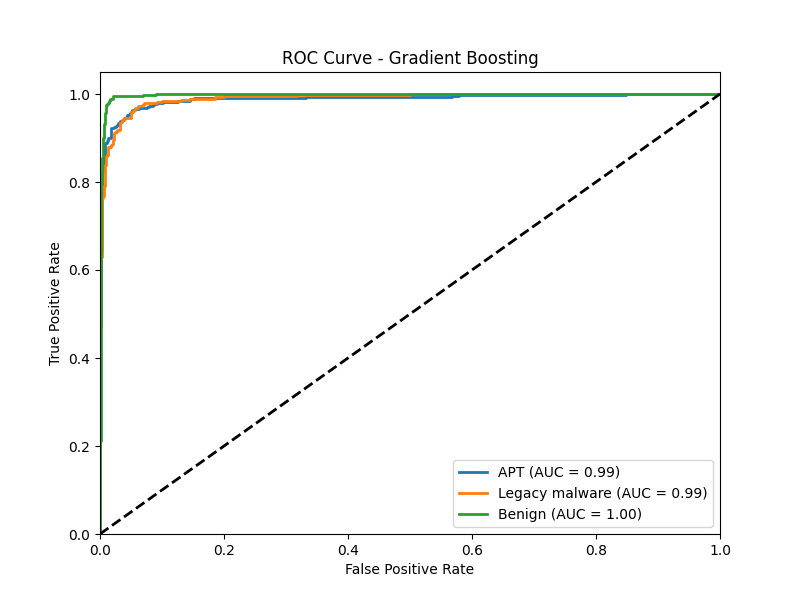 ROC Curve - Gradient Boosting
True Positive Rate
1.0
0.8
0.6
0.4
0.2
0.0
0.0 0.2 0.4 0.6 0.8 1.0
False Positive Rate
APT (AUC = 0.99)
Legacy malware (AUC = 0.99)
Benign (AUC = 1.00)